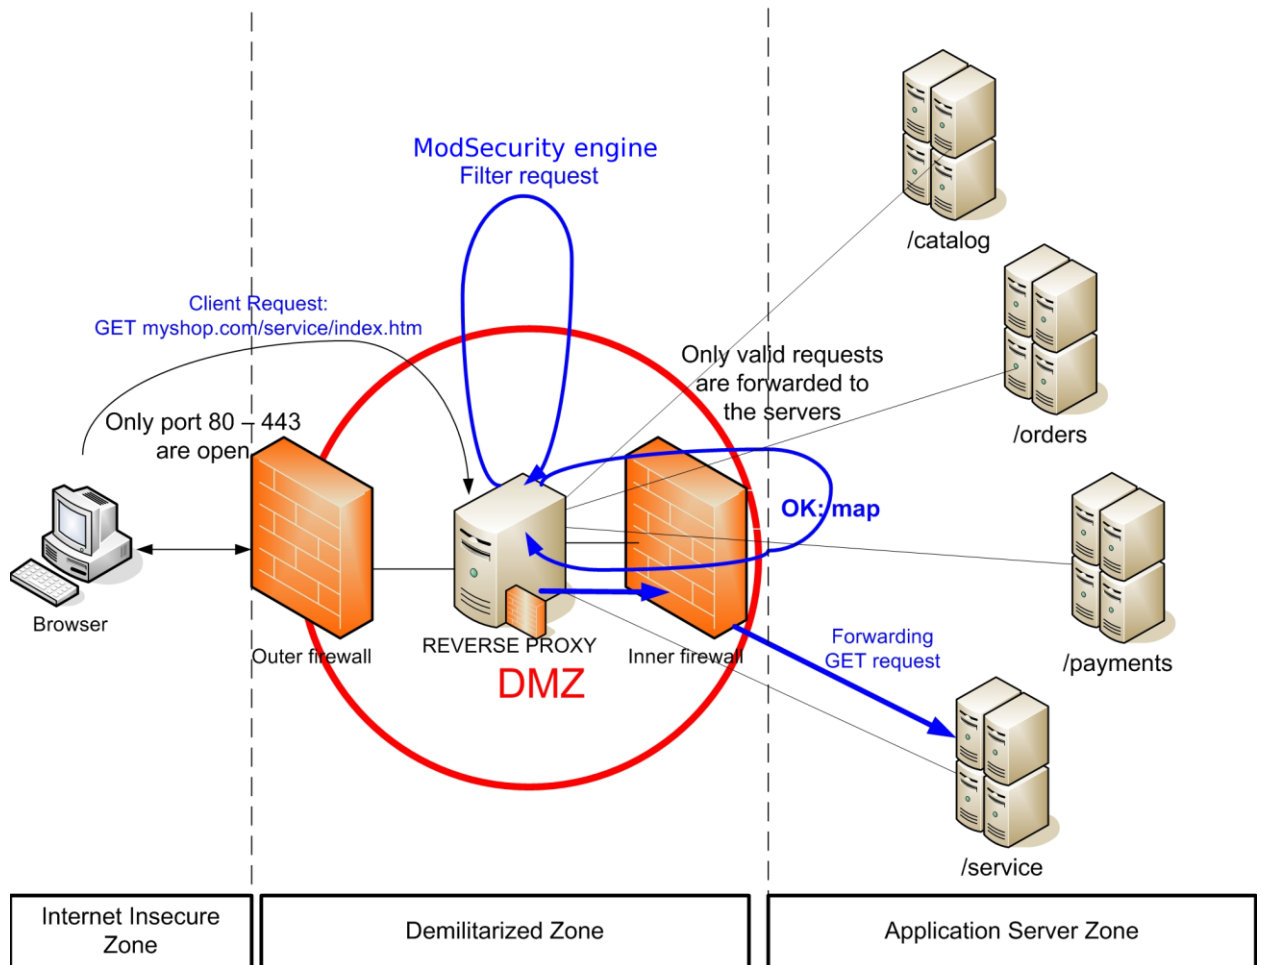 ModSecurity engine
Filter request
/catalog
Client Request:
GET myshop.com/service/index.htm
Only valid requests
are forwarded to
the servers
Only port 80 – 443
are open
/orders
OK: map
Browser
Outer firewall
REVERSE PROXY
Inner firewall
DMZ
Forwarding
GET request
/payments
/service
Internet Insecure
Zone
Demilitarized Zone
Application Server Zone